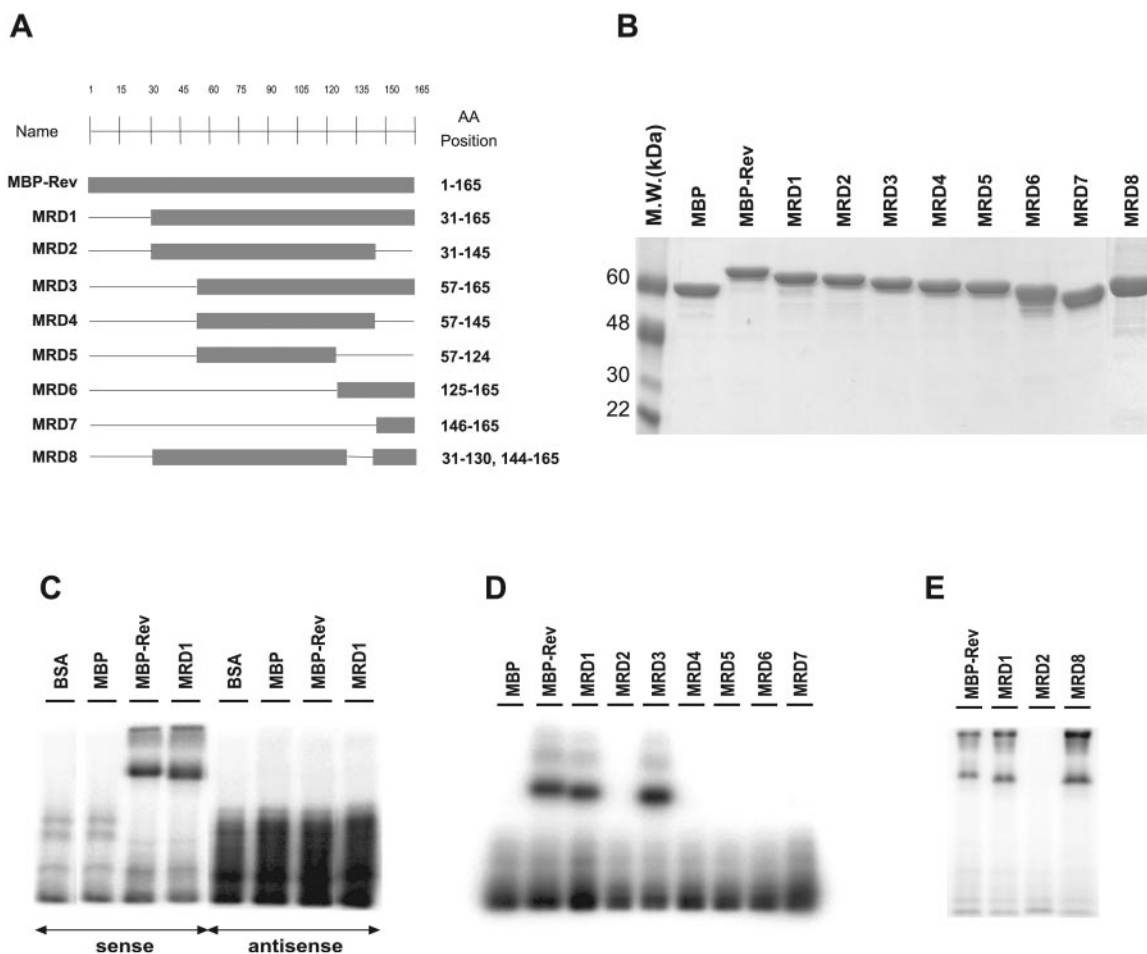 A
1 15 30 45 60 75 90 105 120 135 150 165
Name
AA
Position
MBP-Rev 1-165
MRD1 31-165
MRD2 31-145
MRD3 57-165
MRD4 57-145
MRD5 57-124
MRD6 125-165
MRD7 146-165
MRD8 31-130, 144-165
B
M.W.(kDa) MBP MBP-Rev MRD1 MRD2 MRD3 MRD4 MRD5 MRD6 MRD7 MRD8
60
48
30
22
C
BSA MBP MBP-Rev MRD1 BSA MBP MBP-Rev MRD1
sense antisense
D
MBP MBP-Rev MRD1 MRD2 MRD3 MRD4 MRD5 MRD6 MRD7
E
MBP-Rev MRD1 MRD2 MRD8